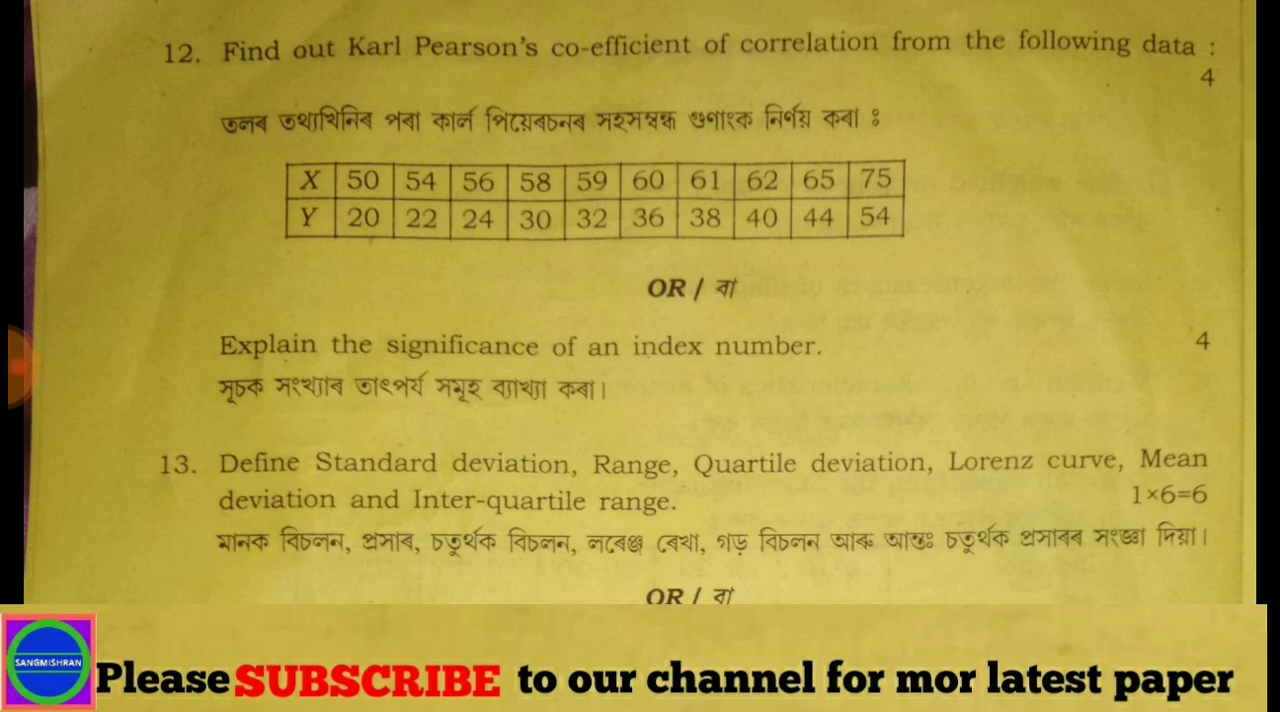 12. Find out Karl Pearson's co-efficient of correlation from the following data :
4
তলৰ তথ্যখিনিৰ পৰা কাৰ্ল পিয়েৰচনৰ সহসম্বন্ধ গুণাংক নিৰ্ণয় কৰা ঃ
X 50 54 56 58 59 60 61 62 65 75
Y 20 22 24 30 32 36 38 40 44 54
OR / বা
Explain the significance of an index number. 4
সূচক সংখ্যাৰ তাৎপৰ্য সমূহ ব্যাখ্যা কৰা।
13. Define Standard deviation, Range, Quartile deviation, Lorenz curve, Mean
deviation and Inter-quartile range. 1×6=6
মানক বিচলন, প্ৰসাৰ, চতুৰ্থক বিচলন, লৰেঞ্জ ৰেখা, গড় বিচলন আৰু আন্তঃ চতুৰ্থক প্ৰসাৰৰ সংজ্ঞা দিয়া।
OR / বা
SANGMISHRAN
Please SUBSCRIBE to our channel for mor latest paper